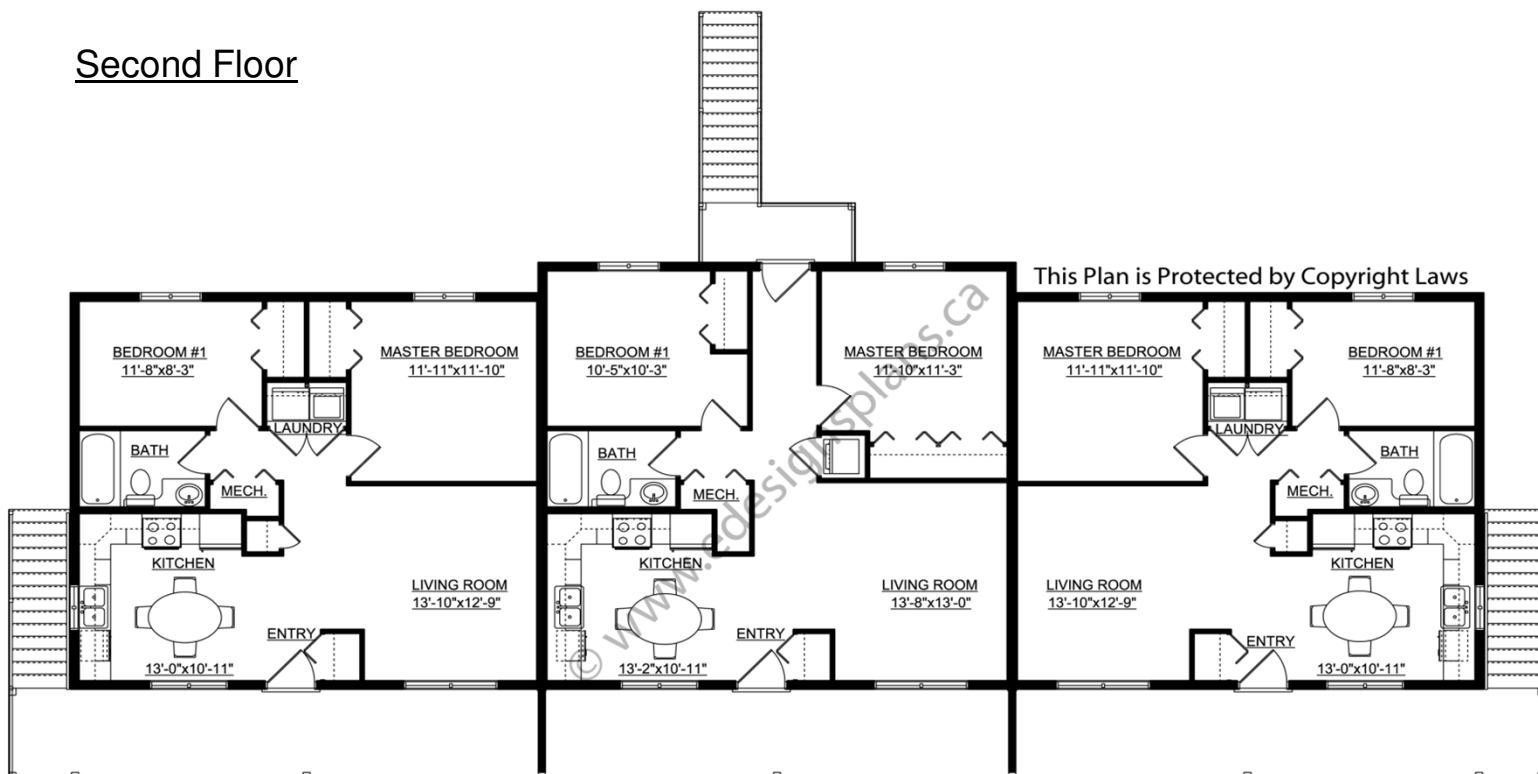 Second Floor
This Plan is Protected by Copyright Laws
BEDROOM #1
11'-8"x8'-3"
MASTER BEDROOM
11'-11"x11'-10"
LAUNDRY
BATH
MECH.
KITCHEN
LIVING ROOM
13'-10"x12'-9"
ENTRY
13'-0"x10'-11"
BEDROOM #1
10'-5"x10'-3"
MASTER BEDROOM
11'-10"x11'-3"
BATH
MECH.
KITCHEN
LIVING ROOM
13'-8"x13'-0"
ENTRY
13'-2"x10'-11"
MASTER BEDROOM
11'-11"x11'-10"
BEDROOM #1
11'-8"x8'-3"
LAUNDRY
BATH
MECH.
KITCHEN
LIVING ROOM
13'-10"x12'-9"
ENTRY
13'-0"x10'-11"
© www.edesignsplans.ca